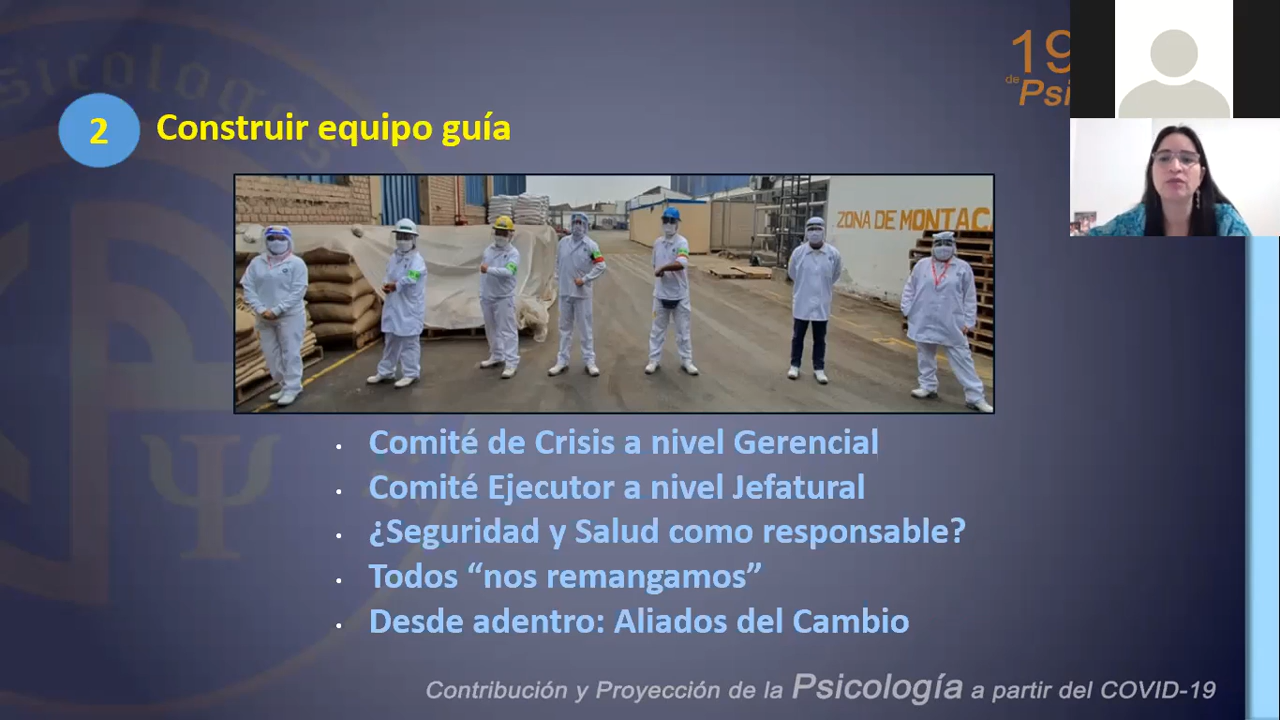 sicologos
19
de
Psi
2
Construir equipo guía
ZONA DE MONTAC
Comité de Crisis a nivel Gerencial
Comité Ejecutor a nivel Jefatural
¿Seguridad y Salud como responsable?
Todos “nos remangamos”
Desde adentro: Aliados del Cambio
Contribución y Proyección de la Psicología a partir del COVID-19